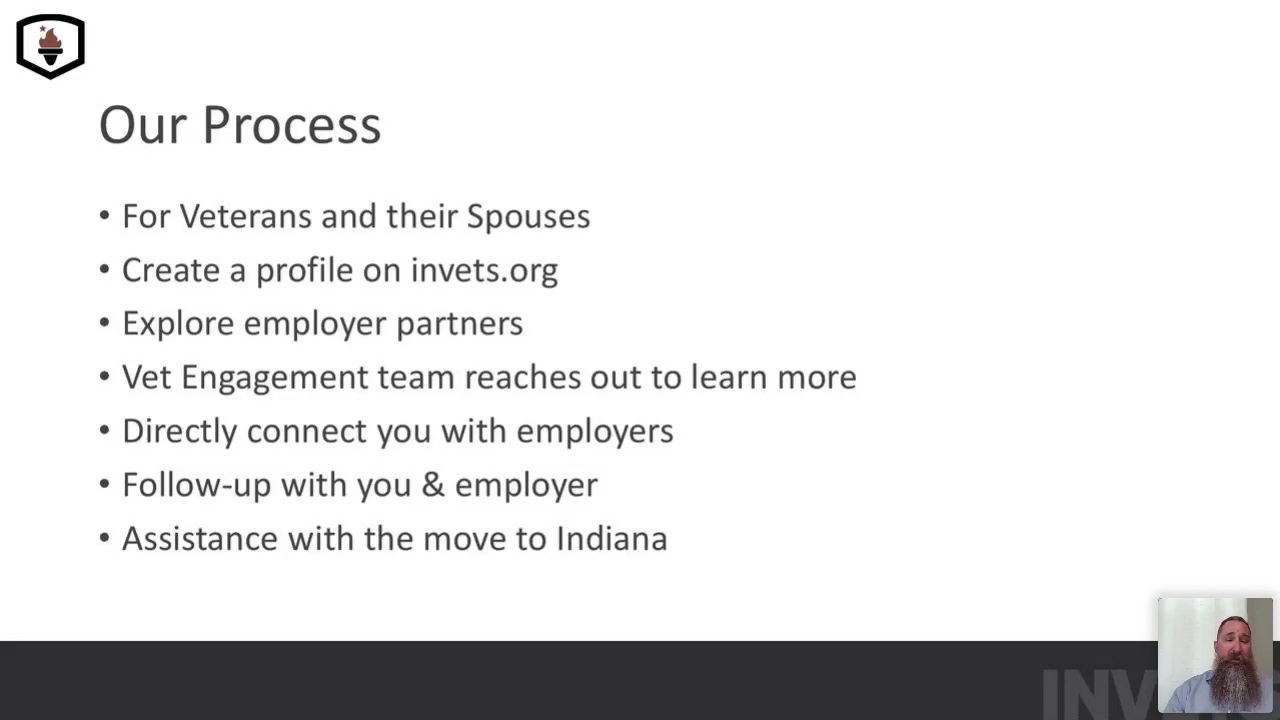 Our Process
• For Veterans and their Spouses
• Create a profile on invets.org
• Explore employer partners
• Vet Engagement team reaches out to learn more
• Directly connect you with employers
• Follow-up with you & employer
• Assistance with the move to Indiana